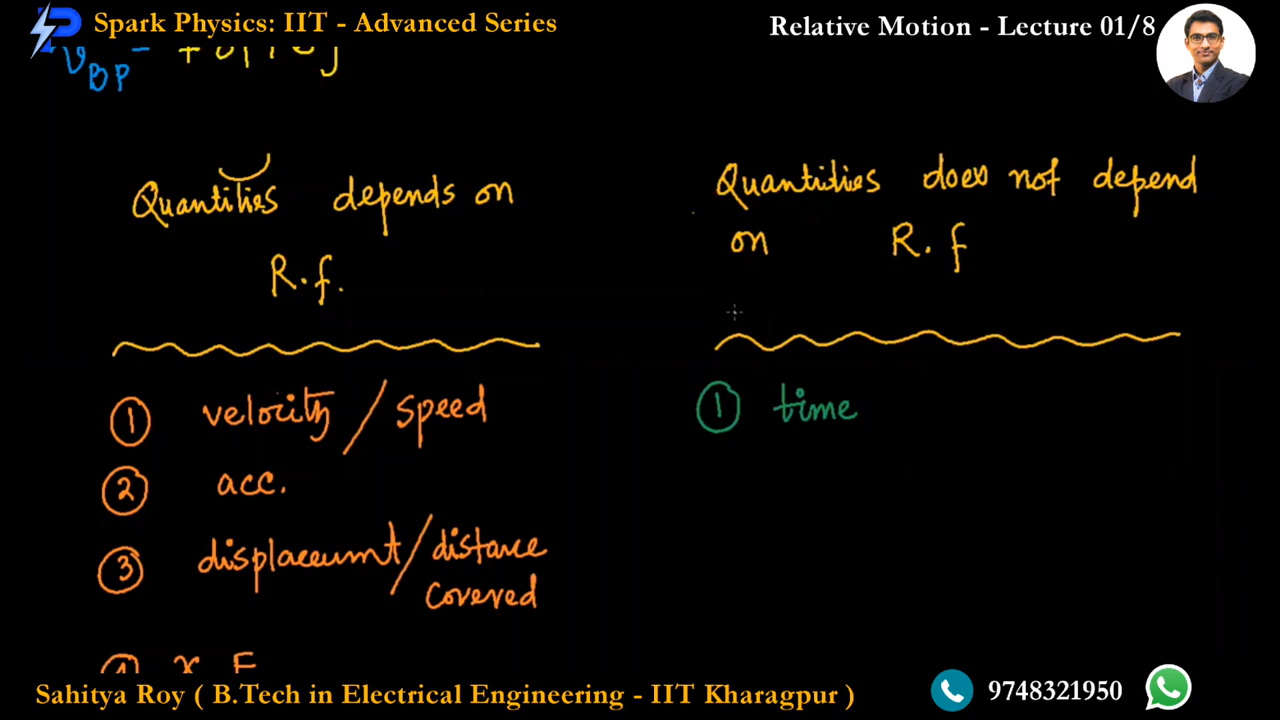 Spark Physics: IIT - Advanced Series
Relative Motion - Lecture 01/8
Quantities depends on
R.f.
① velocity / speed
② acc.
③ displacement / distance
covered
Quantities does not depend
on R.f
① time
Sahitya Roy ( B.Tech in Electrical Engineering - IIT Kharagpur )
9748321950